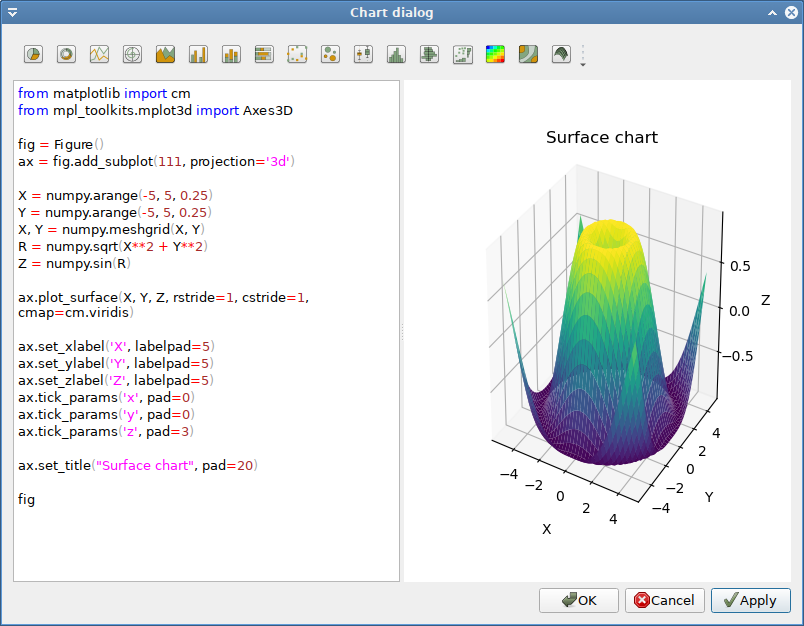 Chart dialog
from matplotlib import cm
from mpl_toolkits.mplot3d import Axes3D
fig = Figure()
ax = fig.add_subplot(111, projection='3d')
X = numpy.arange(-5, 5, 0.25)
Y = numpy.arange(-5, 5, 0.25)
X, Y = numpy.meshgrid(X, Y)
R = numpy.sqrt(X**2 + Y**2)
Z = numpy.sin(R)
ax.plot_surface(X, Y, Z, rstride=1, cstride=1,
cmap=cm.viridis)
ax.set_xlabel('X', labelpad=5)
ax.set_ylabel('Y', labelpad=5)
ax.set_zlabel('Z', labelpad=5)
ax.tick_params('x', pad=0)
ax.tick_params('y', pad=0)
ax.tick_params('z', pad=3)
ax.set_title("Surface chart", pad=20)
fig
Surface chart
0.5
Z
0.0
−0.5
4
2
0
−2
−4
Y
−4
−2
0
2
4
X
OK
Cancel
Apply